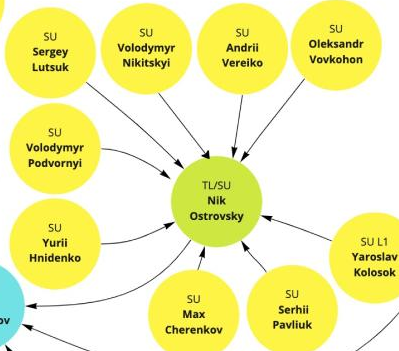 SU
Sergey
Lutsuk
SU
Volodymyr
Nikitskyi
SU
Andrii
Vereiko
SU
Oleksandr
Vovkohon
SU
Volodymyr
Podvornyi
TL/SU
Nik
Ostrovsky
SU
Yurii
Hnidenko
SU L1
Yaroslav
Kolosok
SU
Max
Cherenkov
SU
Serhii
Pavliuk
ov